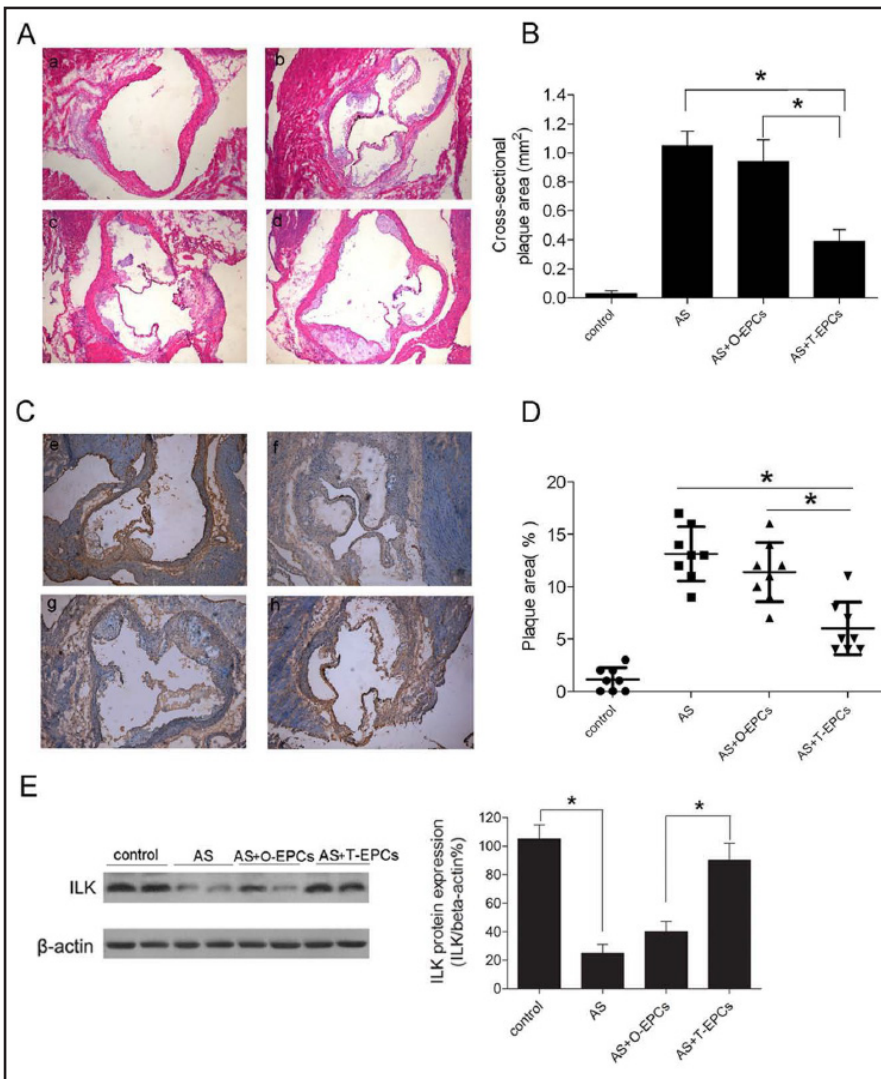 A
a
b
c
d
B
Cross-sectional
plaque area (mm²)
1.4
1.2
1.0
0.8
0.6
0.4
0.2
0.0
*
*
control
AS
AS+O-EPCs
AS+T-EPCs
C
e
f
g
h
D
Plaque area( % )
20
15
10
5
0
*
*
control
AS
AS+O-EPCs
AS+T-EPCs
E
control AS AS+O-EPCs AS+T-EPCs
ILK
β-actin
ILK protein expression
(ILK/beta-actin%)
120
100
80
60
40
20
0
*
*
control
AS
AS+O-EPCs
AS+T-EPCs